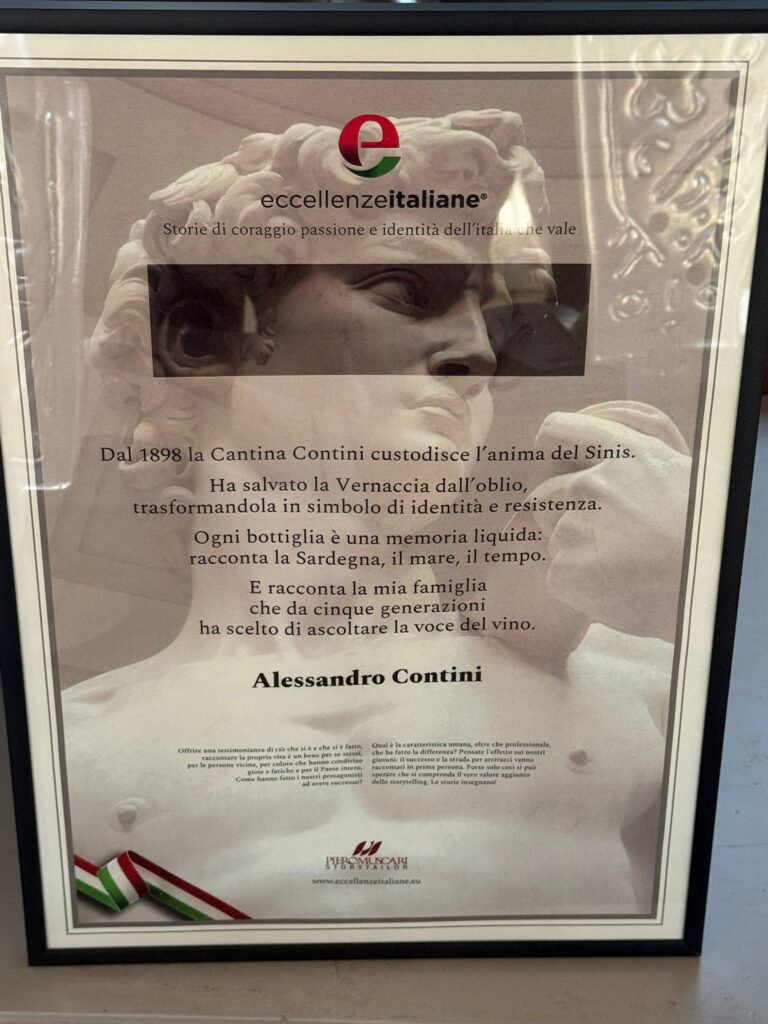 e
eccellenzeitaliane®
Storie di coraggio passione e identità dell'italia che vale
Dal 1898 la Cantina Contini custodisce l'anima del Sinis.
Ha salvato la Vernaccia dall'oblio,
trasformandola in simbolo di identità e resistenza.
Ogni bottiglia è una memoria liquida:
racconta la Sardegna, il mare, il tempo.
E racconta la mia famiglia
che da cinque generazioni
ha scelto di ascoltare la voce del vino.
Alessandro Contini
Offrire una testimonianza di ciò che si è e che si è fatto,
raccontare la propria vita è un bene per se stessi,
per le persone vicine, per coloro che hanno condiviso
gioie e fatiche e per il Paese intero.
Come hanno fatto i nostri protagonisti
ad avere successo?
Qual è la caratteristica umana, oltre che professionale,
che ha fatto la differenza? Pensate l'effetto sui nostri
giovani: il successo e la strada per arrivarci vanno
raccontati in prima persona. Forse solo così si può
sperare che si comprenda il vero valore aggiunto
dello storytelling. Le storie insegnano!
PIEROMUSCARI
STORYTAILOR
www.eccellenzeitaliane.eu